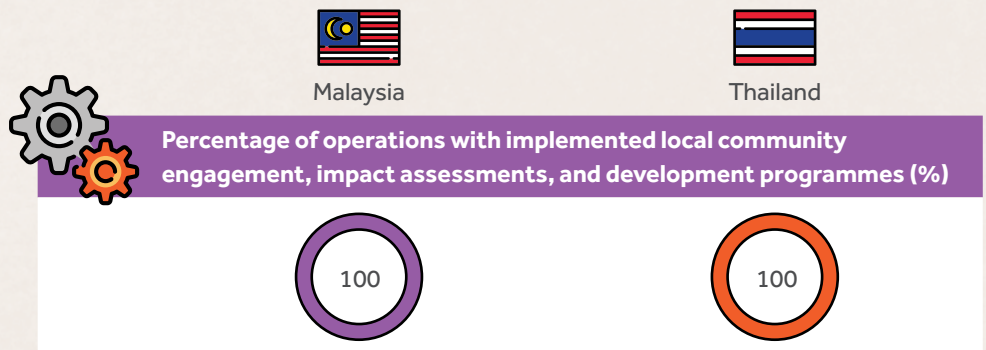 Malaysia
Thailand
Percentage of operations with implemented local community
engagement, impact assessments, and development programmes (%)
100
100